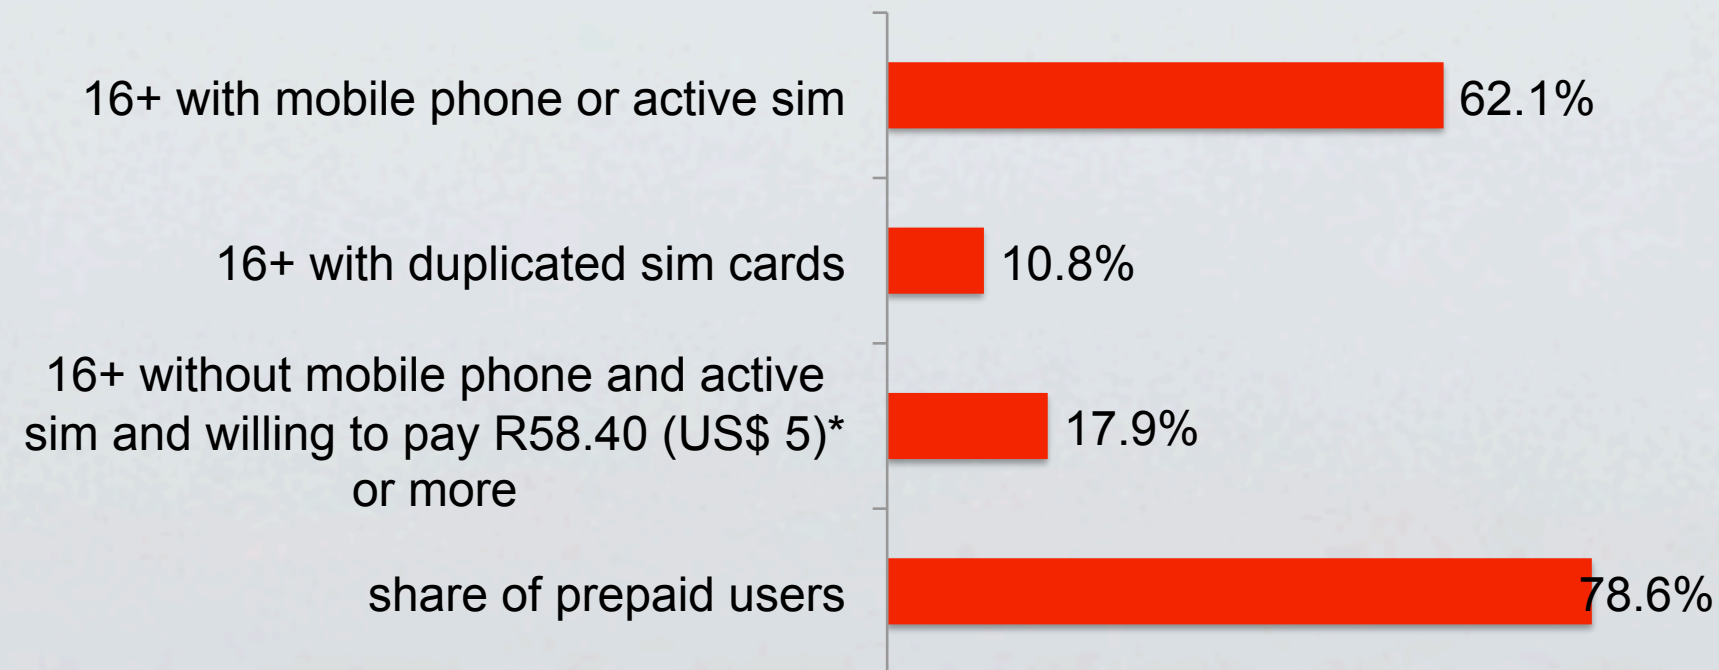 16+ with mobile phone or active sim
62.1%
16+ with duplicated sim cards
10.8%
16+ without mobile phone and active
sim and willing to pay R58.40 (US$ 5)*
or more
17.9%
share of prepaid users
78.6%